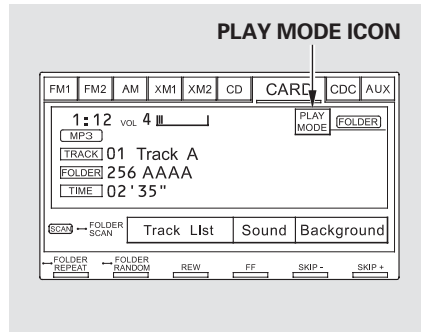 PLAY MODE ICON
FM1 FM2 AM XM1 XM2 CD CARD CDC AUX
1:12 VOL 4 PLAY MODE FOLDER
MP3
TRACK 01 Track A
FOLDER 256 AAAA
TIME 02'35"
SCAN FOLDER SCAN Track LIst Sound Background
FOLDER REPEAT FOLDER RANDOM REW FF SKIP - SKIP +